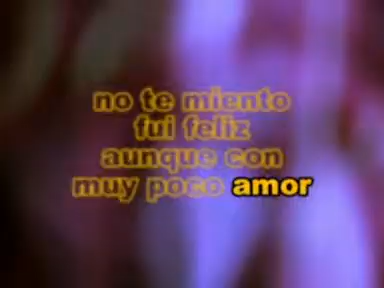 no te miento
fui feliz
aunque con
muy poco amor